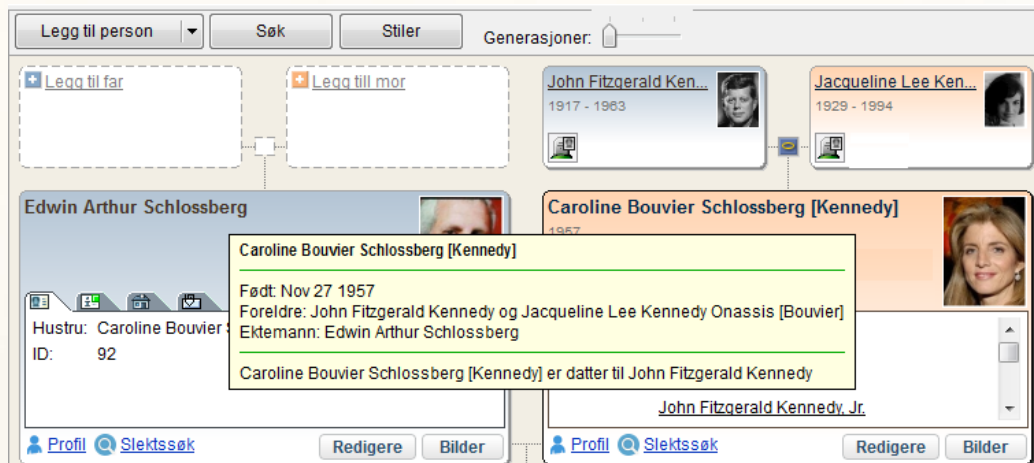 Legg til person
Søk
Stiler
Generasjoner:
Legg til far
Legg till mor
John Fitzgerald Ken...
1917 - 1963
Jacqueline Lee Ken...
1929 - 1994
Edwin Arthur Schlossberg
Caroline Bouvier Schlossberg [Kennedy]
1957
Caroline Bouvier Schlossberg [Kennedy]
Født: Nov 27 1957
Foreldre: John Fitzgerald Kennedy og Jacqueline Lee Kennedy Onassis [Bouvier]
Ektemann: Edwin Arthur Schlossberg
Caroline Bouvier Schlossberg [Kennedy] er datter til John Fitzgerald Kennedy
Hustru: Caroline Bouvier
ID: 92
John Fitzgerald Kennedy, Jr.
Profil Slektssøk Redigere Bilder
Profil Slektssøk Redigere Bilder